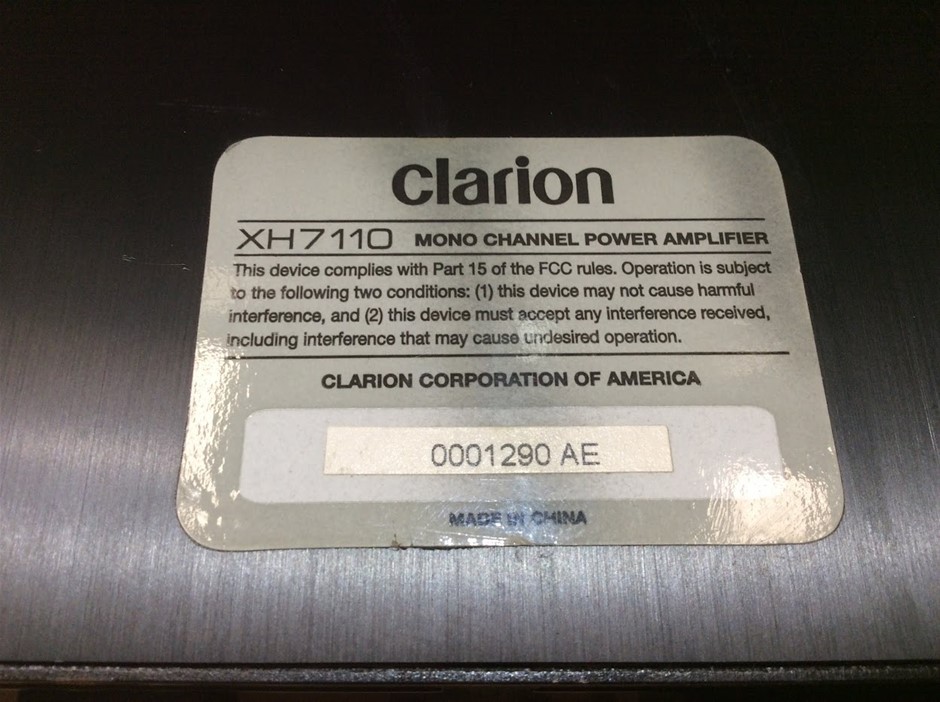 clarion
XH7110 MONO CHANNEL POWER AMPLIFIER
This device complies with Part 15 of the FCC rules. Operation is subject
to the following two conditions: (1) this device may not cause harmful
interference, and (2) this device must accept any interference received,
including interference that may cause undesired operation.
CLARION CORPORATION OF AMERICA
0001290 AE
MADE IN CHINA